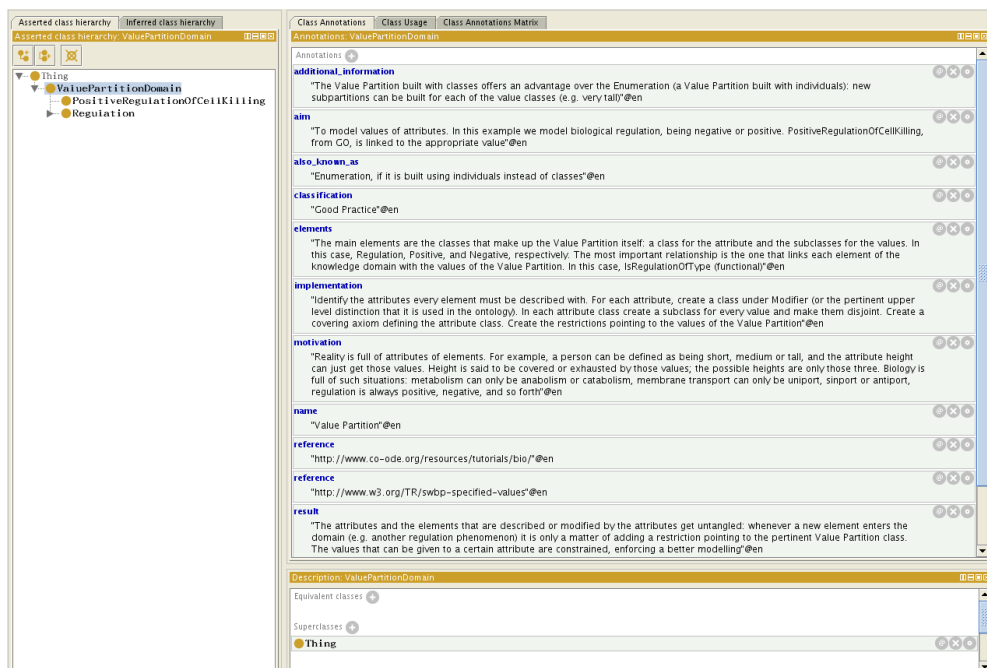 Asserted class hierarchy
Inferred class hierarchy
Asserted class hierarchy: ValuePartitionDomain
Thing
ValuePartitionDomain
PositiveRegulationOfCellKilling
Regulation
Class Annotations
Class Usage
Class Annotations Matrix
Annotations: ValuePartitionDomain
Annotations
additional_information
"The Value Partition built with classes offers an advantage over the Enumeration (a Value Partition built with individuals): new
subpartitions can be built for each of the value classes (e.g. very tall)"@en
aim
"To model values of attributes. In this example we model biological regulation, being negative or positive. PositiveRegulationOfCellKilling,
from GO, is linked to the appropriate value"@en
also_known_as
"Enumeration, if it is built using individuals instead of classes"@en
classification
"Good Practice"@en
elements
"The main elements are the classes that make up the Value Partition itself: a class for the attribute and the subclasses for the values. In
this case, Regulation, Positive, and Negative, respectively. The most important relationship is the one that links each element of the
knowledge domain with the values of the Value Partition. In this case, IsRegulationOfType (functional)"@en
implementation
"Identify the attributes every element must be described with. For each attribute, create a class under Modifier (or the pertinent upper
level distinction that it is used in the ontology). In each attribute class create a subclass for every value and make them disjoint. Create a
covering axiom defining the attribute class. Create the restrictions pointing to the values of the Value Partition"@en
motivation
"Reality is full of attributes of elements. For example, a person can be defined as being short, medium or tall, and the attribute height
can just get those values. Height is said to be covered or exhausted by those values; the possible heights are only those three. Biology is
full of such situations: metabolism can only be anabolism or catabolism, membrane transport can only be uniport, sinport or antiport,
regulation is always positive, negative, and so forth"@en
name
"Value Partition"@en
reference
"http://www.co-ode.org/resources/tutorials/bio/"@en
reference
"http://www.w3.org/TR/swbp-specified-values"@en
result
"The attributes and the elements that are described or modified by the attributes get untangled: whenever a new element enters the
domain (e.g. another regulation phenomenon) it is only a matter of adding a restriction pointing to the pertinent Value Partition class.
The values that can be given to a certain attribute are constrained, enforcing a better modelling"@en
Description: ValuePartitionDomain
Equivalent classes
Superclasses
Thing